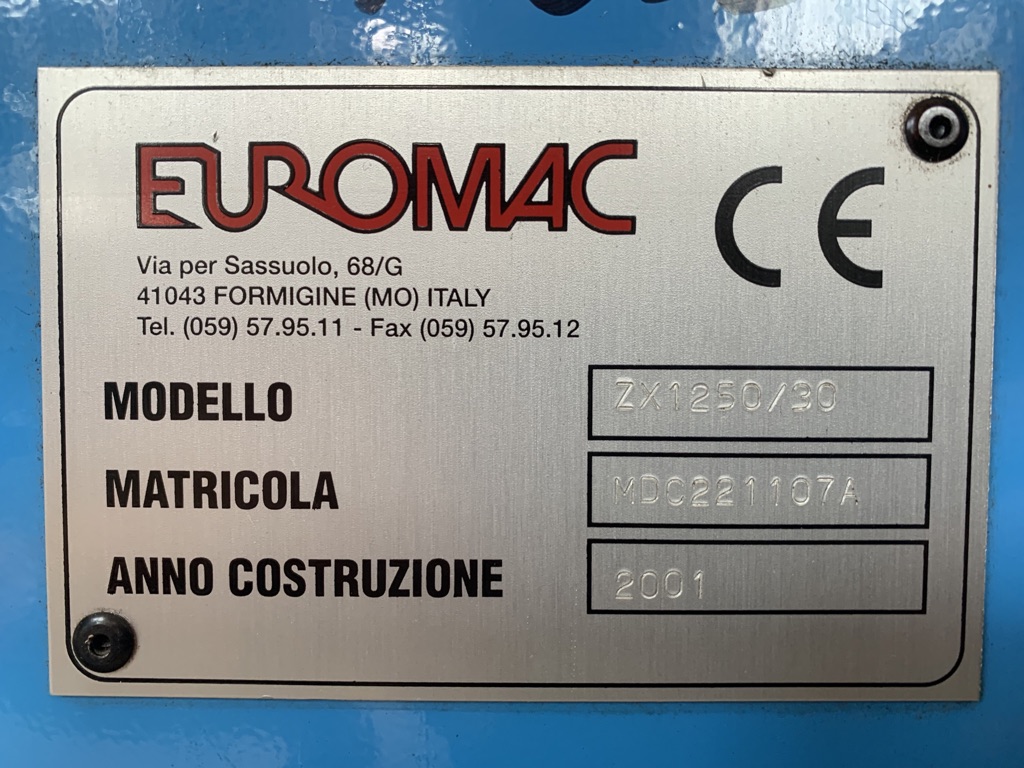 EUROMAC
CE
Via per Sassuolo, 68/G
41043 FORMIGINE (MO) ITALY
Tel. (059) 57.95.11 - Fax (059) 57.95.12
MODELLO ZX1250/30
MATRICOLA MDC221107A
ANNO COSTRUZIONE 2001